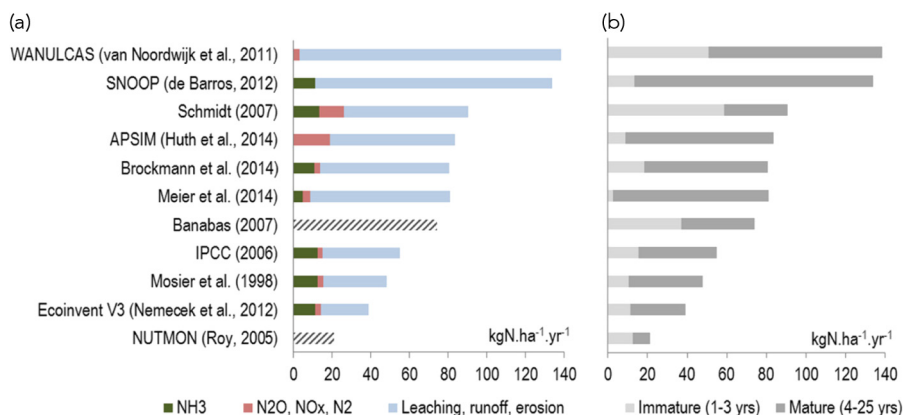 (a)
(b)
WANULCAS (van Noordwijk et al., 2011)
SNOOP (de Barros, 2012)
Schmidt (2007)
APSIM (Huth et al., 2014)
Brockmann et al. (2014)
Meier et al. (2014)
Banabas (2007)
IPCC (2006)
Mosier et al. (1998)
Ecoinvent V3 (Nemecek et al., 2012)
NUTMON (Roy, 2005)
kgN.ha-1.yr-1
kgN.ha-1.yr-1
0 20 40 60 80 100 120 140
0 20 40 60 80 100 120 140
NH3 N2O, NOx, N2 Leaching, runoff, erosion
Immature (1-3 yrs) Mature (4-25 yrs)